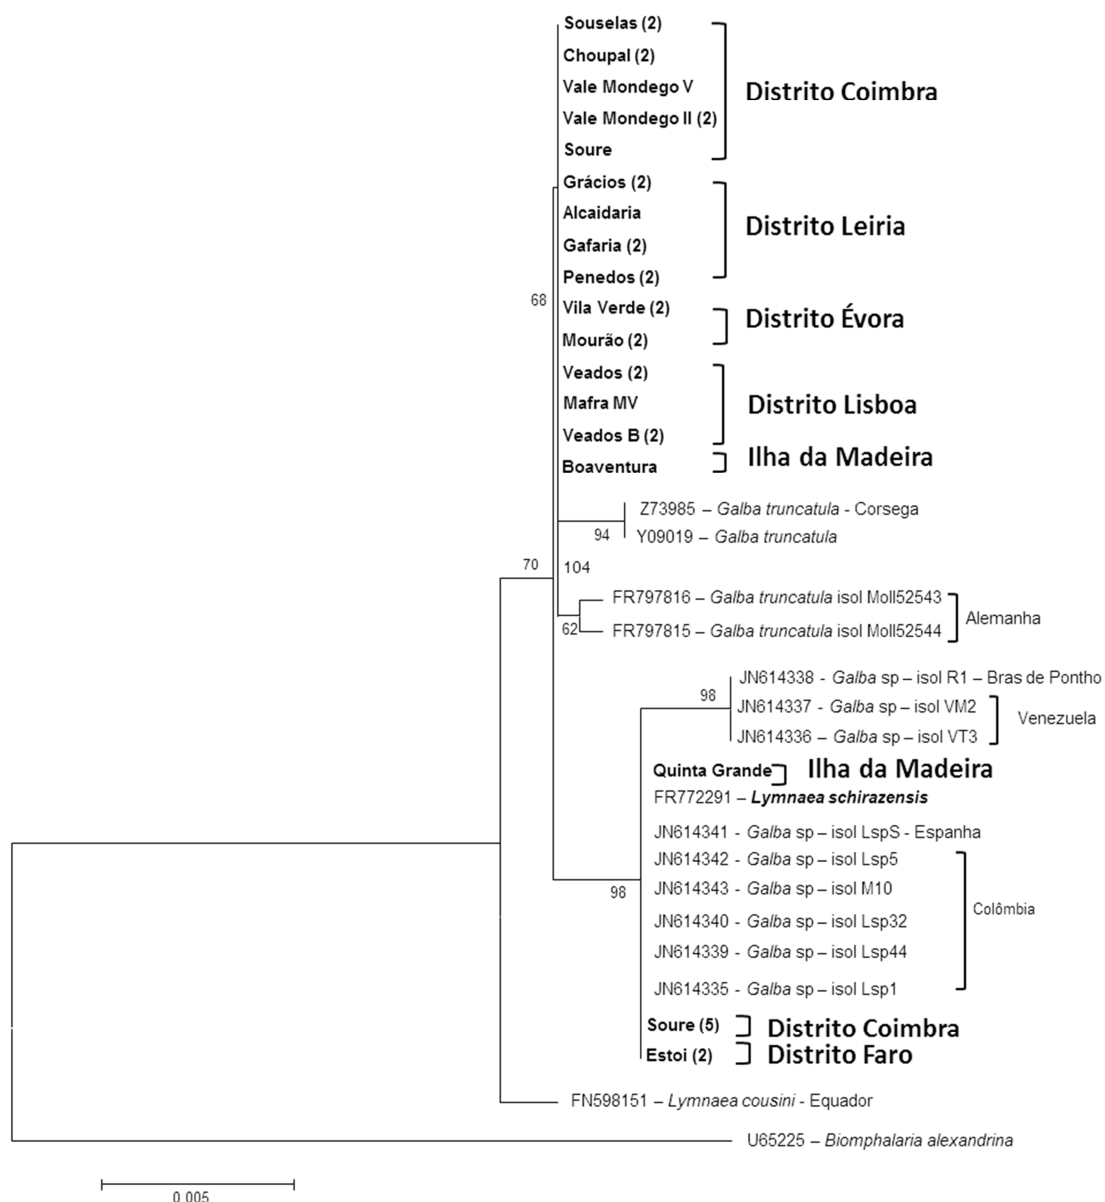 Souselas (2)
Choupal (2)
Vale Mondego V
Vale Mondego II (2)
Soure
Distrito Coimbra
Grácios (2)
Alcaidaria
Gafaria (2)
Penedos (2)
Distrito Leiria
68
Vila Verde (2)
Mourão (2)
Distrito Évora
Veados (2)
Mafra MV
Veados B (2)
Distrito Lisboa
Boaventura
Ilha da Madeira
Z73985 – Galba truncatula - Corsega
94
Y09019 – Galba truncatula
70
104
FR797816 – Galba truncatula isol Moll52543
62
FR797815 – Galba truncatula isol Moll52544
Alemanha
JN614338 - Galba sp – isol R1 – Bras de Pontho
98
JN614337 - Galba sp – isol VM2
JN614336 – Galba sp – isol VT3
Venezuela
Quinta Grande
Ilha da Madeira
FR772291 – Lymnaea schirazensis
JN614341 - Galba sp – isol LspS - Espanha
JN614342 - Galba sp – isol Lsp5
98
JN614343 - Galba sp – isol M10
JN614340 - Galba sp – isol Lsp32
JN614339 - Galba sp – isol Lsp44
JN614335 - Galba sp – isol Lsp1
Colômbia
Soure (5)
Distrito Coimbra
Estoi (2)
Distrito Faro
FN598151 – Lymnaea cousini - Equador
U65225 – Biomphalaria alexandrina
0.005